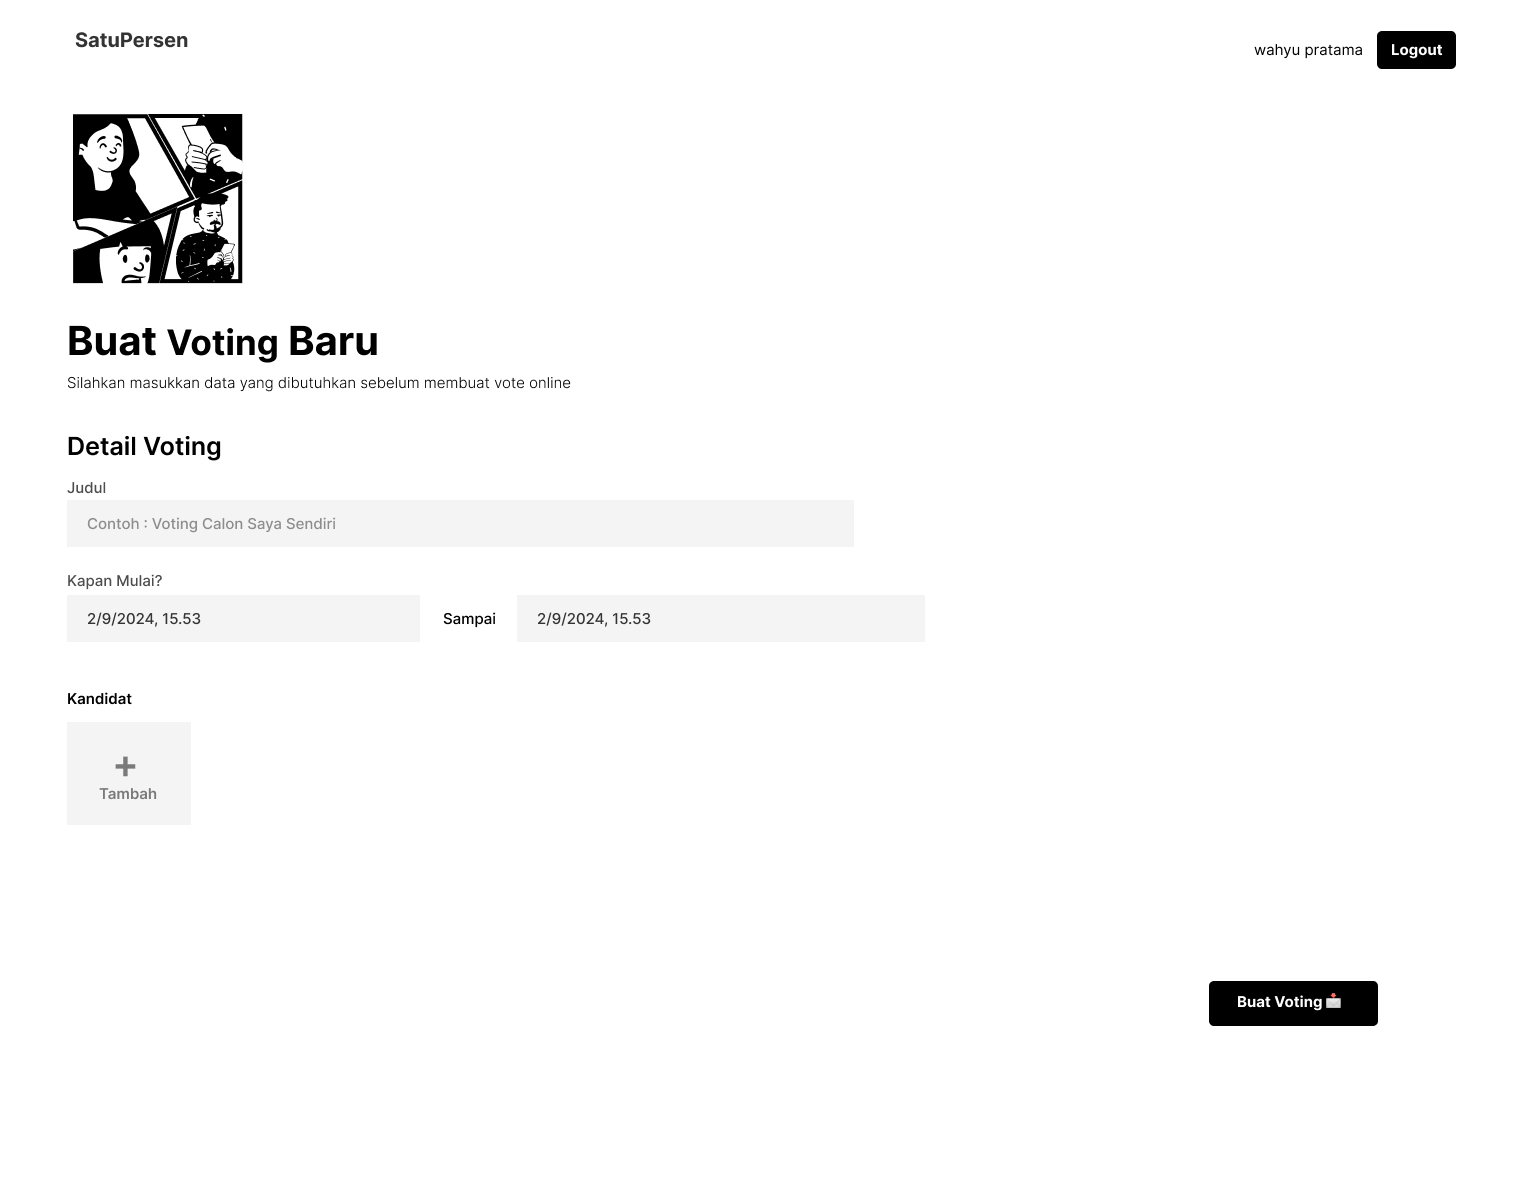 SatuPersen
wahyu pratama
Logout
Buat Voting Baru
Silahkan masukkan data yang dibutuhkan sebelum membuat vote online
Detail Voting
Judul
Contoh : Voting Calon Saya Sendiri
Kapan Mulai?
2/9/2024, 15.53
Sampai
2/9/2024, 15.53
Kandidat
Tambah
Buat Voting